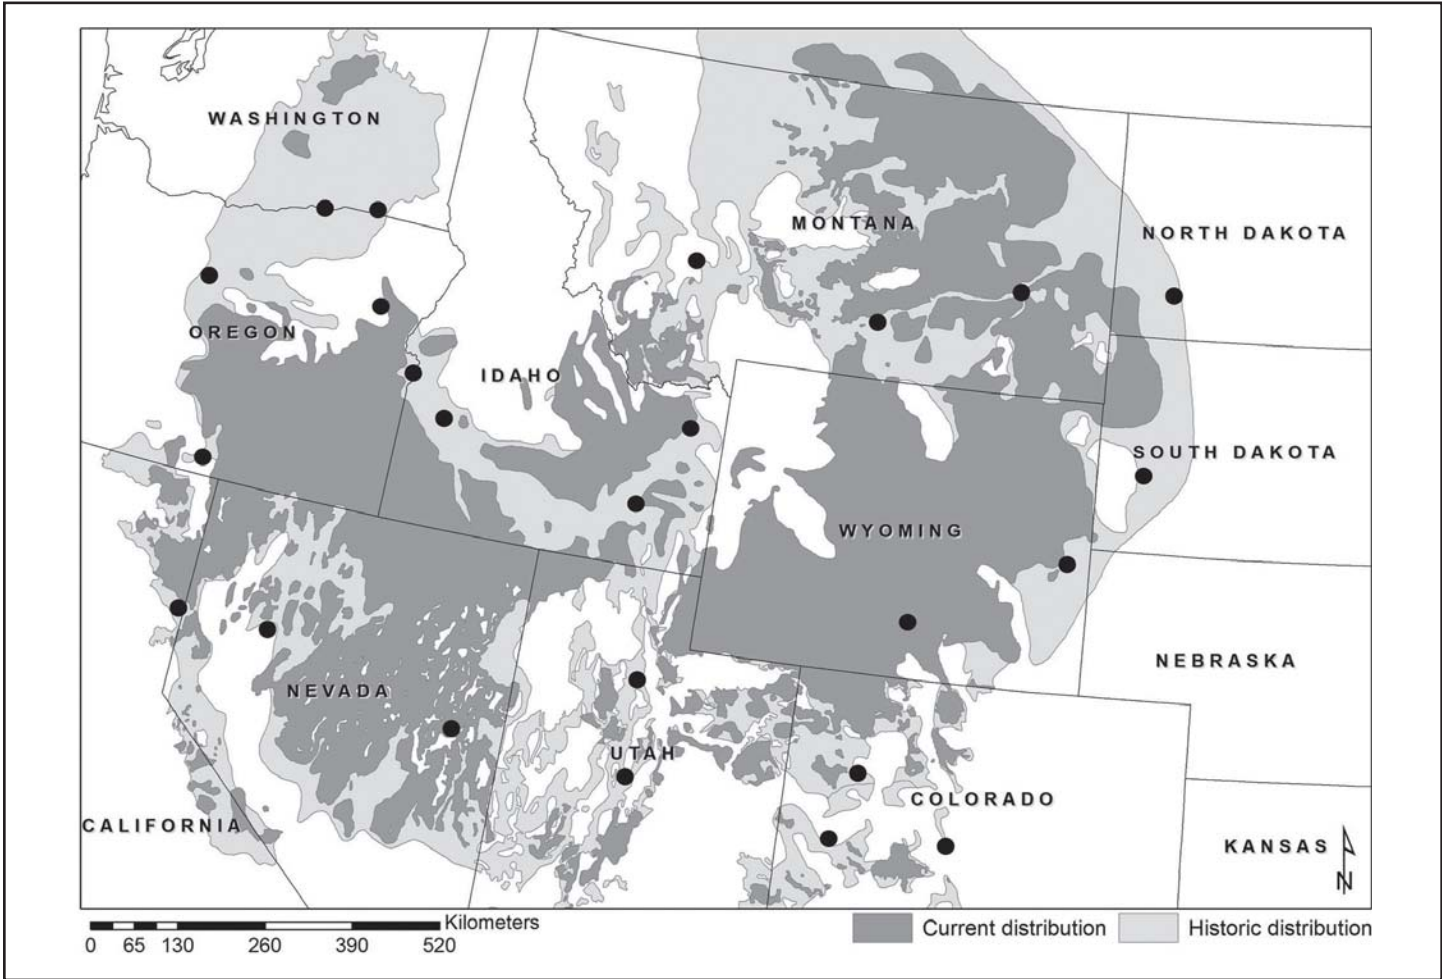 WASHINGTON
MONTANA
NORTH DAKOTA
OREGON
IDAHO
SOUTH DAKOTA
WYOMING
NEBRASKA
NEVADA
UTAH
COLORADO
CALIFORNIA
KANSAS
N
Kilometers
0 65 130 260 390 520
Current distribution
Historic distribution